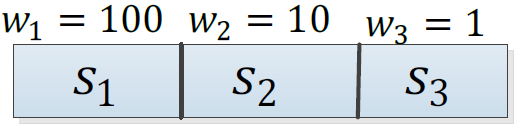 w₁ = 100 w₂ = 10 w₃ = 1
s₁ s₂ s₃